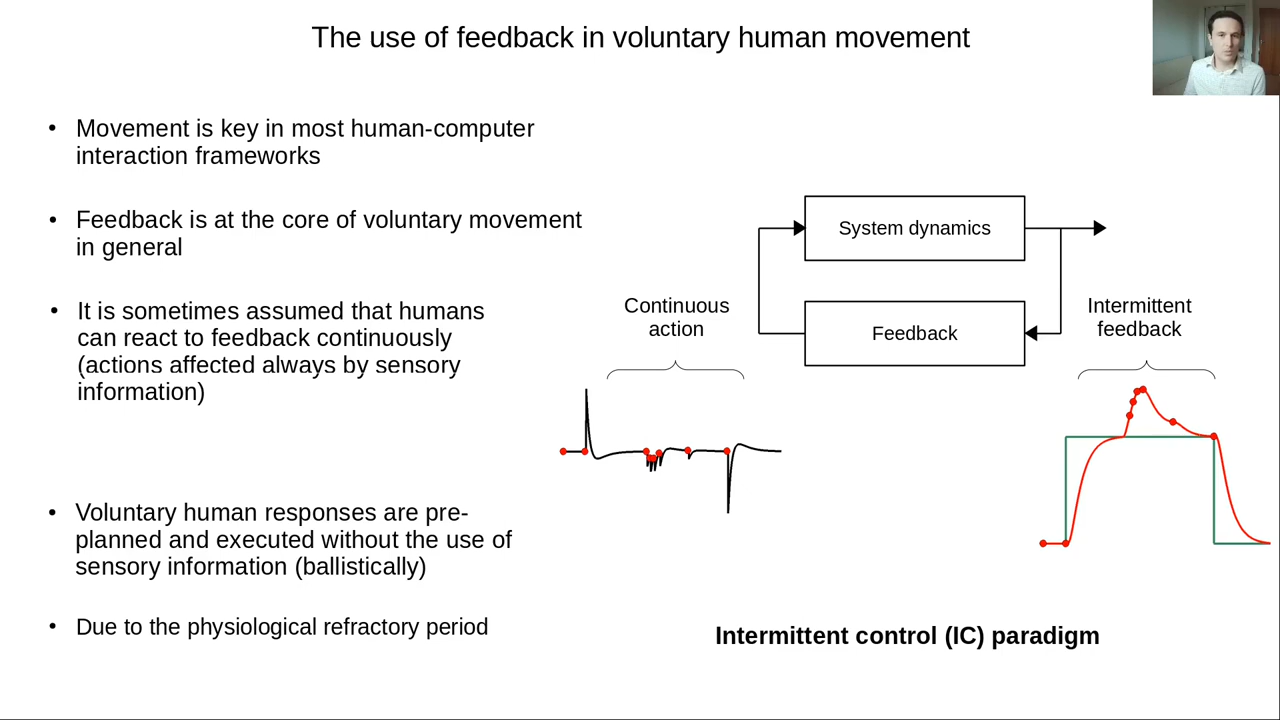 The use of feedback in voluntary human movement
• Movement is key in most human-computer
interaction frameworks
• Feedback is at the core of voluntary movement
in general
• It is sometimes assumed that humans
can react to feedback continuously
(actions affected always by sensory
information)
• Voluntary human responses are pre-
planned and executed without the use of
sensory information (ballistically)
• Due to the physiological refractory period
System dynamics
Feedback
Continuous
action
Intermittent
feedback
Intermittent control (IC) paradigm